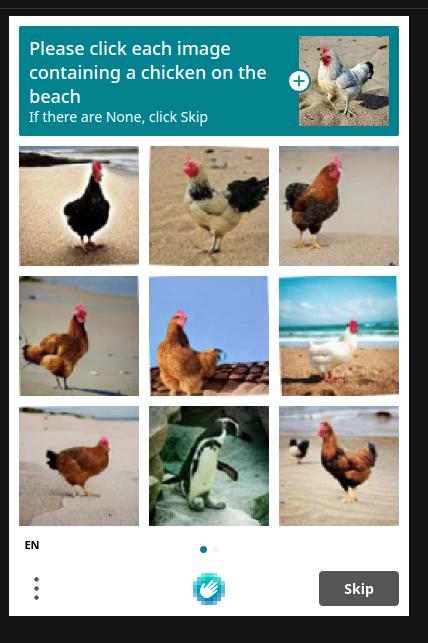 Please click each image
containing a chicken on the
beach
If there are None, click Skip
EN
Skip